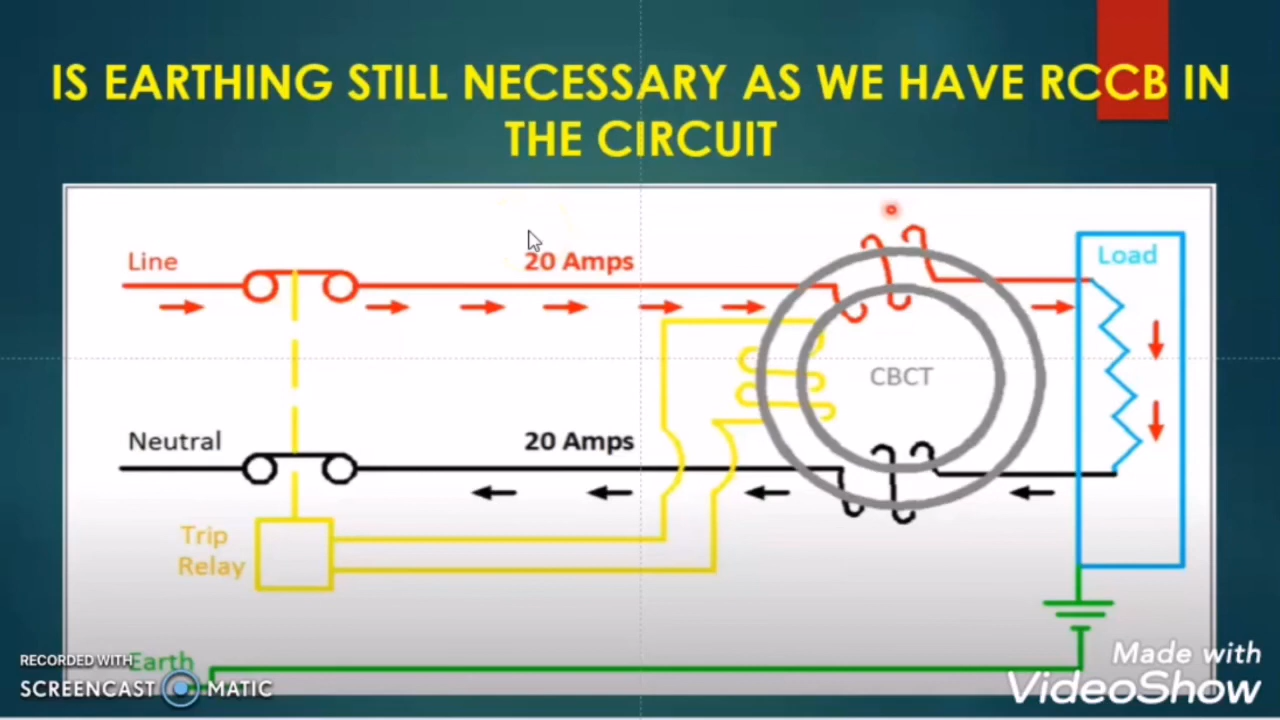 IS EARTHING STILL NECESSARY AS WE HAVE RCCB IN
THE CIRCUIT
Line
20 Amps
Load
CBCT
Neutral
20 Amps
Trip
Relay
Earth
RECORDED WITH
SCREENCAST MATIC
Made with
VideoShow